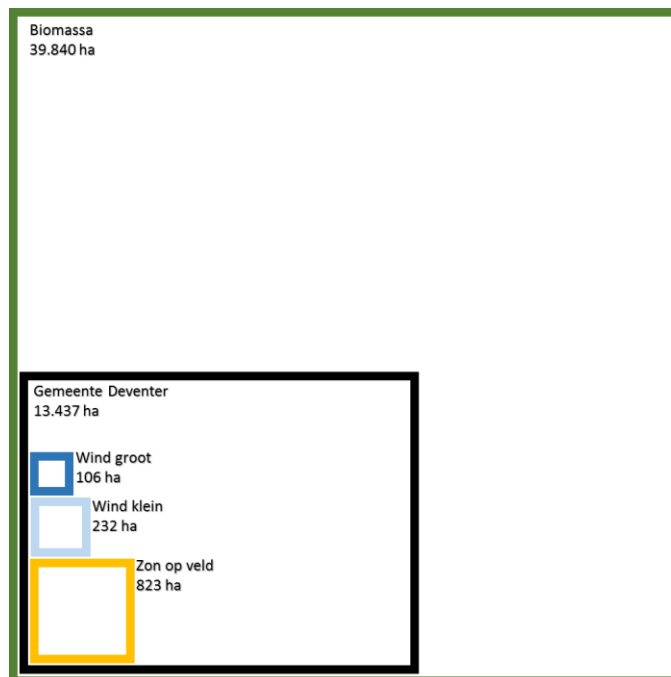 Biomassa
39.840 ha
Gemeente Deventer
13.437 ha
Wind groot
106 ha
Wind klein
232 ha
Zon op veld
823 ha